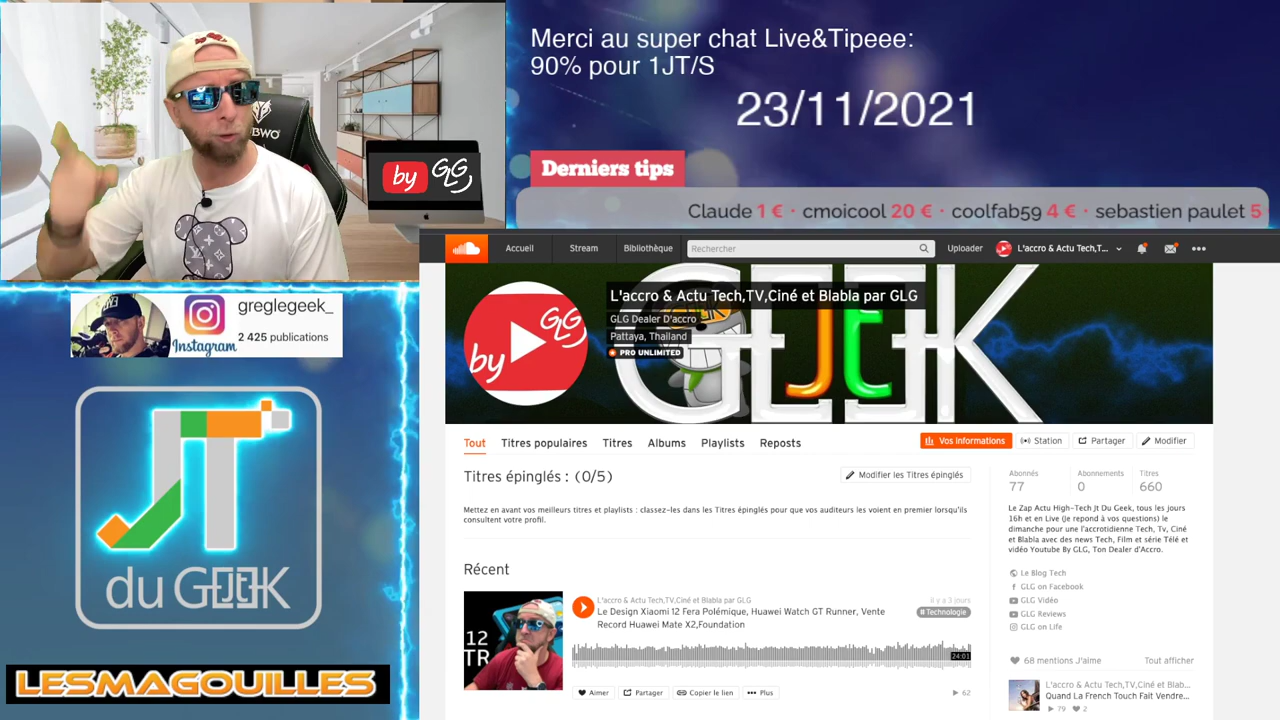 Merci au super chat Live&Tipeee:
90% pour 1JT/S
23/11/2021
Derniers tips
Claude 1 € · cmoicool 20 € · coolfab59 4 € · sebastien paulet 5
by GLG
greglegeek_
2 425 publications
Instagram
JT
du GEEK
LESMAGOUILLES
Accueil
Stream
Bibliothèque
Rechercher
Uploader
L'accro & Actu Tech,T...
GEEK
by GLG
L'accro & Actu Tech,TV,Ciné et Blabla par GLG
GLG Dealer D'accro
Pattaya, Thailand
PRO UNLIMITED
Tout
Titres populaires
Titres
Albums
Playlists
Reposts
Vos informations
Station
Partager
Modifier
Titres épinglés : (0/5)
Modifier les Titres épinglés
Mettez en avant vos meilleurs titres et playlists : classez-les dans les Titres épinglés pour que vos auditeurs les voient en premier lorsqu'ils
consultent votre profil.
Récent
12
TR
L'accro & Actu Tech,TV,Ciné et Blabla par GLG
il y a 3 jours
Le Design Xiaomi 12 Fera Polémique, Huawei Watch GT Runner, Vente
Record Huawei Mate X2,Foundation
# Technologie
24:01
Aimer
Partager
Copier le lien
Plus
62
Abonnés
77
Abonnements
0
Titres
660
Le Zap Actu High-Tech Jt Du Geek, tous les jours
16h et en Live (je repond à vos questions) le
dimanche pour une l'accrotidienne Tech, Tv, Ciné
et Blabla avec des news Tech, Film et série Télé et
vidéo Youtube By GLG, Ton Dealer d'Accro.
Le Blog Tech
GLG on Facebook
GLG Vidéo
GLG Reviews
GLG on Life
68 mentions J'aime
Tout afficher
L'accro & Actu Tech,TV,Ciné et Blab...
Quand La French Touch Fait Vendre...
79
2